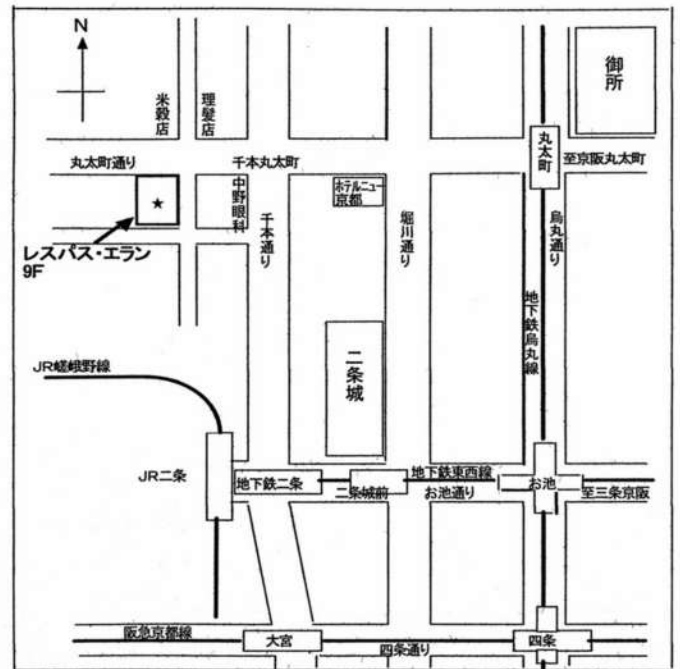 N
御所
米穀店
理髪店
丸太町通り
千本丸太町
丸太町
至京阪丸太町
中野眼科
ホテルニュー
京都
千本通り
堀川通り
烏丸通り
レスパス・エラン
9F
地下鉄烏丸線
二条城
JR嵯峨野線
JR二条
地下鉄二条
二条城前
地下鉄東西線
お池通り
お池
至三条京阪
阪急京都線
大宮
四条通り
四条